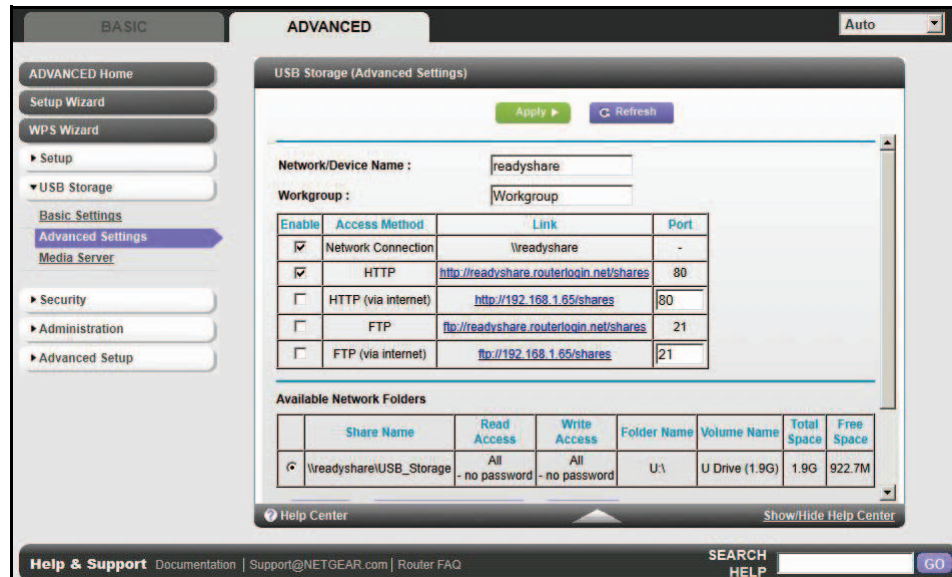 BASIC
ADVANCED
Auto
ADVANCED Home
Setup Wizard
WPS Wizard
Setup
USB Storage
Basic Settings
Advanced Settings
Media Server
Security
Administration
Advanced Setup
USB Storage (Advanced Settings)
Apply
Refresh
Network/Device Name : readyshare
Workgroup : Workgroup
Enable Access Method Link Port
Network Connection \\readyshare -
HTTP http://readyshare.routerlogin.net/shares 80
HTTP (via internet) http://192.168.1.65/shares 80
FTP ftp://readyshare.routerlogin.net/shares 21
FTP (via internet) ftp://192.168.1.65/shares 21
Available Network Folders
Share Name Read Access Write Access Folder Name Volume Name Total Space Free Space
\\readyshare\USB_Storage All - no password All - no password U:\ U Drive (1.9G) 1.9G 922.7M
Help Center
Show/Hide Help Center
Help & Support Documentation | Support@NETGEAR.com | Router FAQ
SEARCH HELP GO